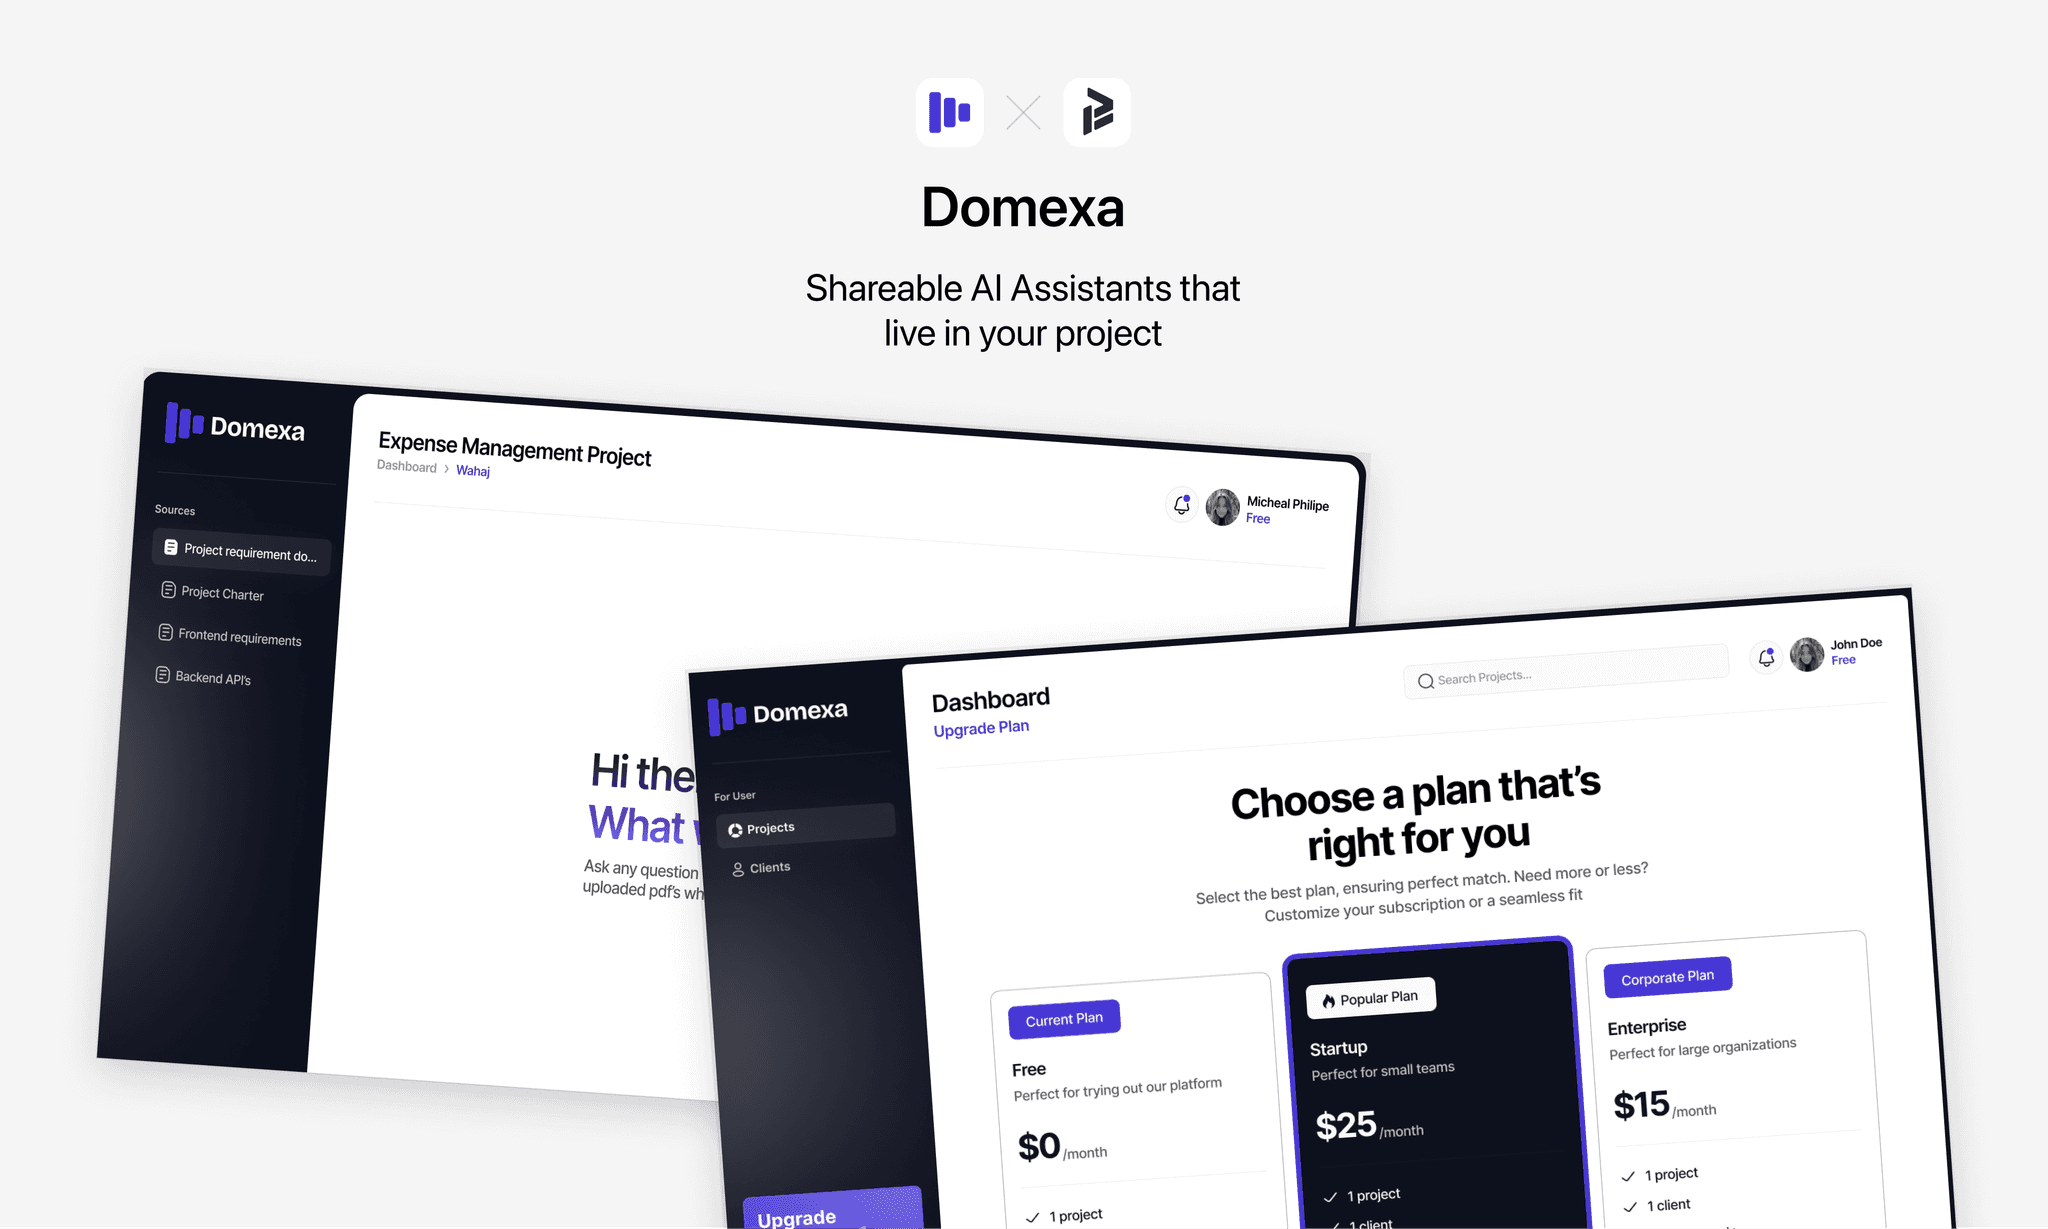 Domexa
Shareable AI Assistants that
live in your project
Domexa
Sources
Project requirement do...
Project Charter
Frontend requirements
Backend API's
Expense Management Project
Dashboard > Wahaj
Micheal Philipe
Free
Hi the
What
Ask any question
uploaded pdf's
Domexa
For User
Projects
Clients
Upgrade
Dashboard
Upgrade Plan
Search Projects...
John Doe
Free
Choose a plan that's
right for you
Select the best plan, ensuring perfect match. Need more or less?
Customize your subscription or a seamless fit
Current Plan
Free
Perfect for trying out our platform
$0 /month
1 project
Popular Plan
Startup
Perfect for small teams
$25 /month
1 project
1 client
Corporate Plan
Enterprise
Perfect for large organizations
$15 /month
1 project
1 client